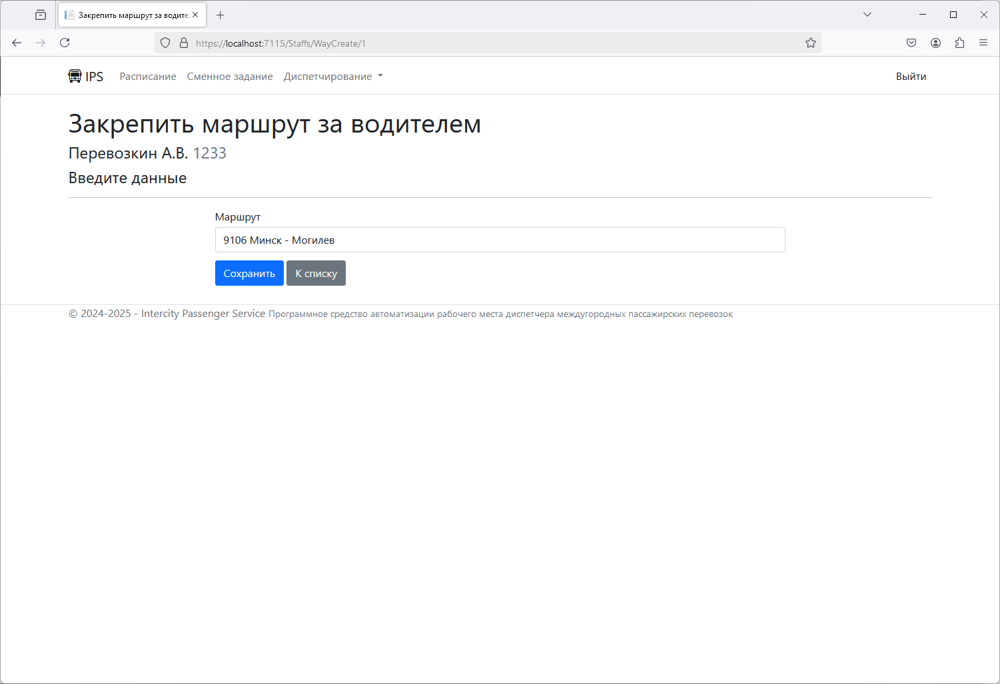 Закрепить маршрут за водите
https://localhost:7115/Staffs/WayCreate/1
IPS Расписание Сменное задание Диспетчирование Выйти
Закрепить маршрут за водителем
Перевозкин А.В. 1233
Введите данные
Маршрут
9106 Минск - Могилев
Сохранить К списку
© 2024-2025 - Intercity Passenger Service Программное средство автоматизации рабочего места диспетчера междугородных пассажирских перевозок